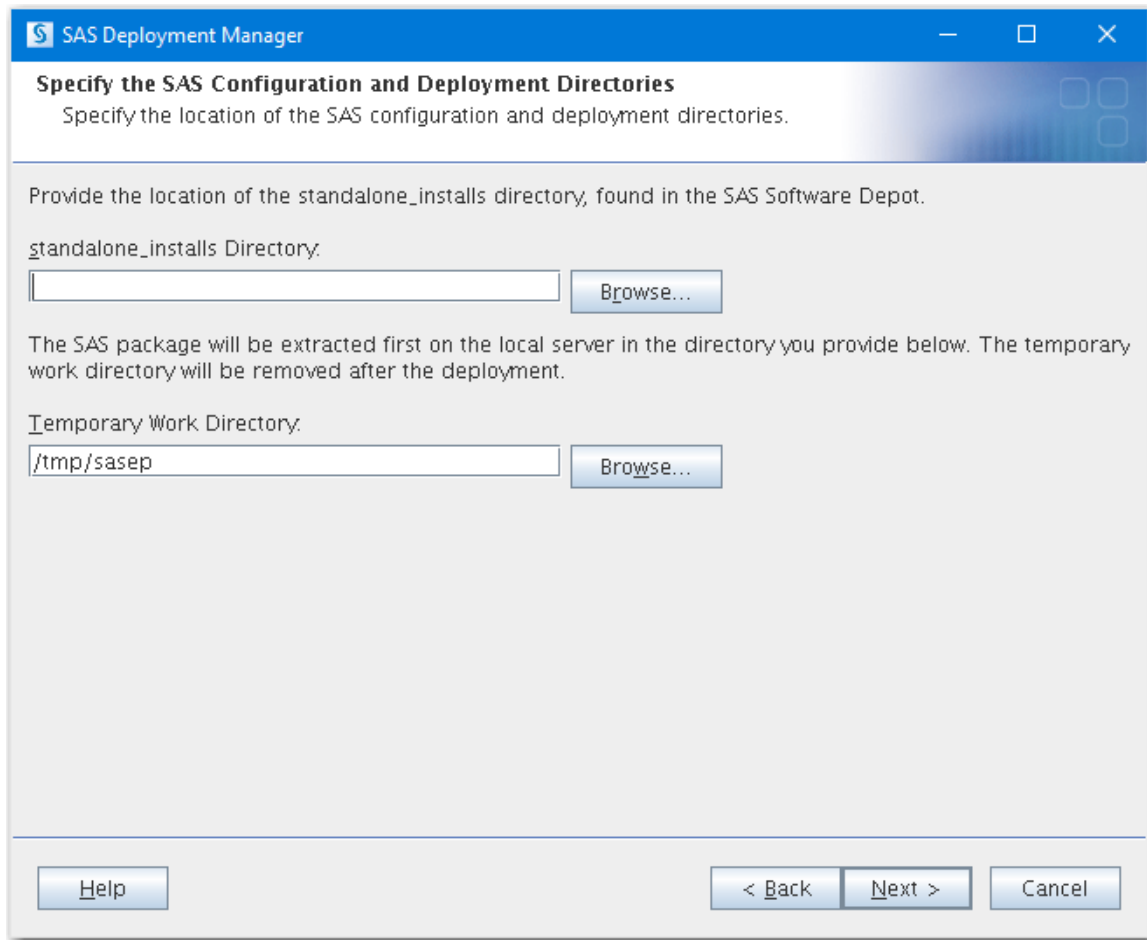 SAS Deployment Manager
Specify the SAS Configuration and Deployment Directories
Specify the location of the SAS configuration and deployment directories.
Provide the location of the standalone_installs directory, found in the SAS Software Depot.
standalone_installs Directory:
Browse...
The SAS package will be extracted first on the local server in the directory you provide below. The temporary
work directory will be removed after the deployment.
Temporary Work Directory:
/tmp/sasep
Browse...
Help
< Back
Next >
Cancel